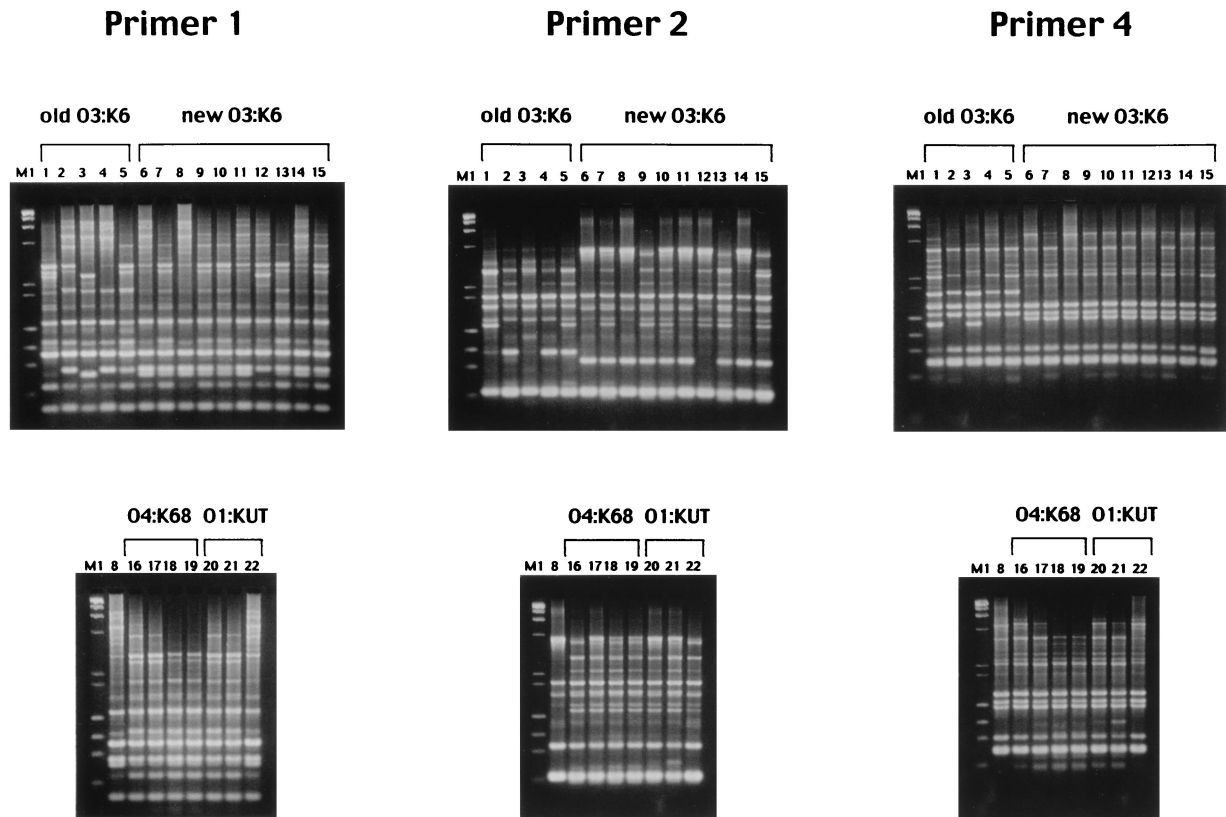 Primer 1 Primer 2 Primer 4
old O3:K6 new O3:K6 old O3:K6 new O3:K6 old O3:K6 new O3:K6
M1 1 2 3 4 5 6 7 8 9 10 11 12 13 14 15 M1 1 2 3 4 5 6 7 8 9 10 11 12 13 14 15 M1 1 2 3 4 5 6 7 8 9 10 11 12 13 14 15
O4:K68 O1:KUT O4:K68 O1:KUT O4:K68 O1:KUT
M1 8 16 17 18 19 20 21 22 M1 8 16 17 18 19 20 21 22 M1 8 16 17 18 19 20 21 22